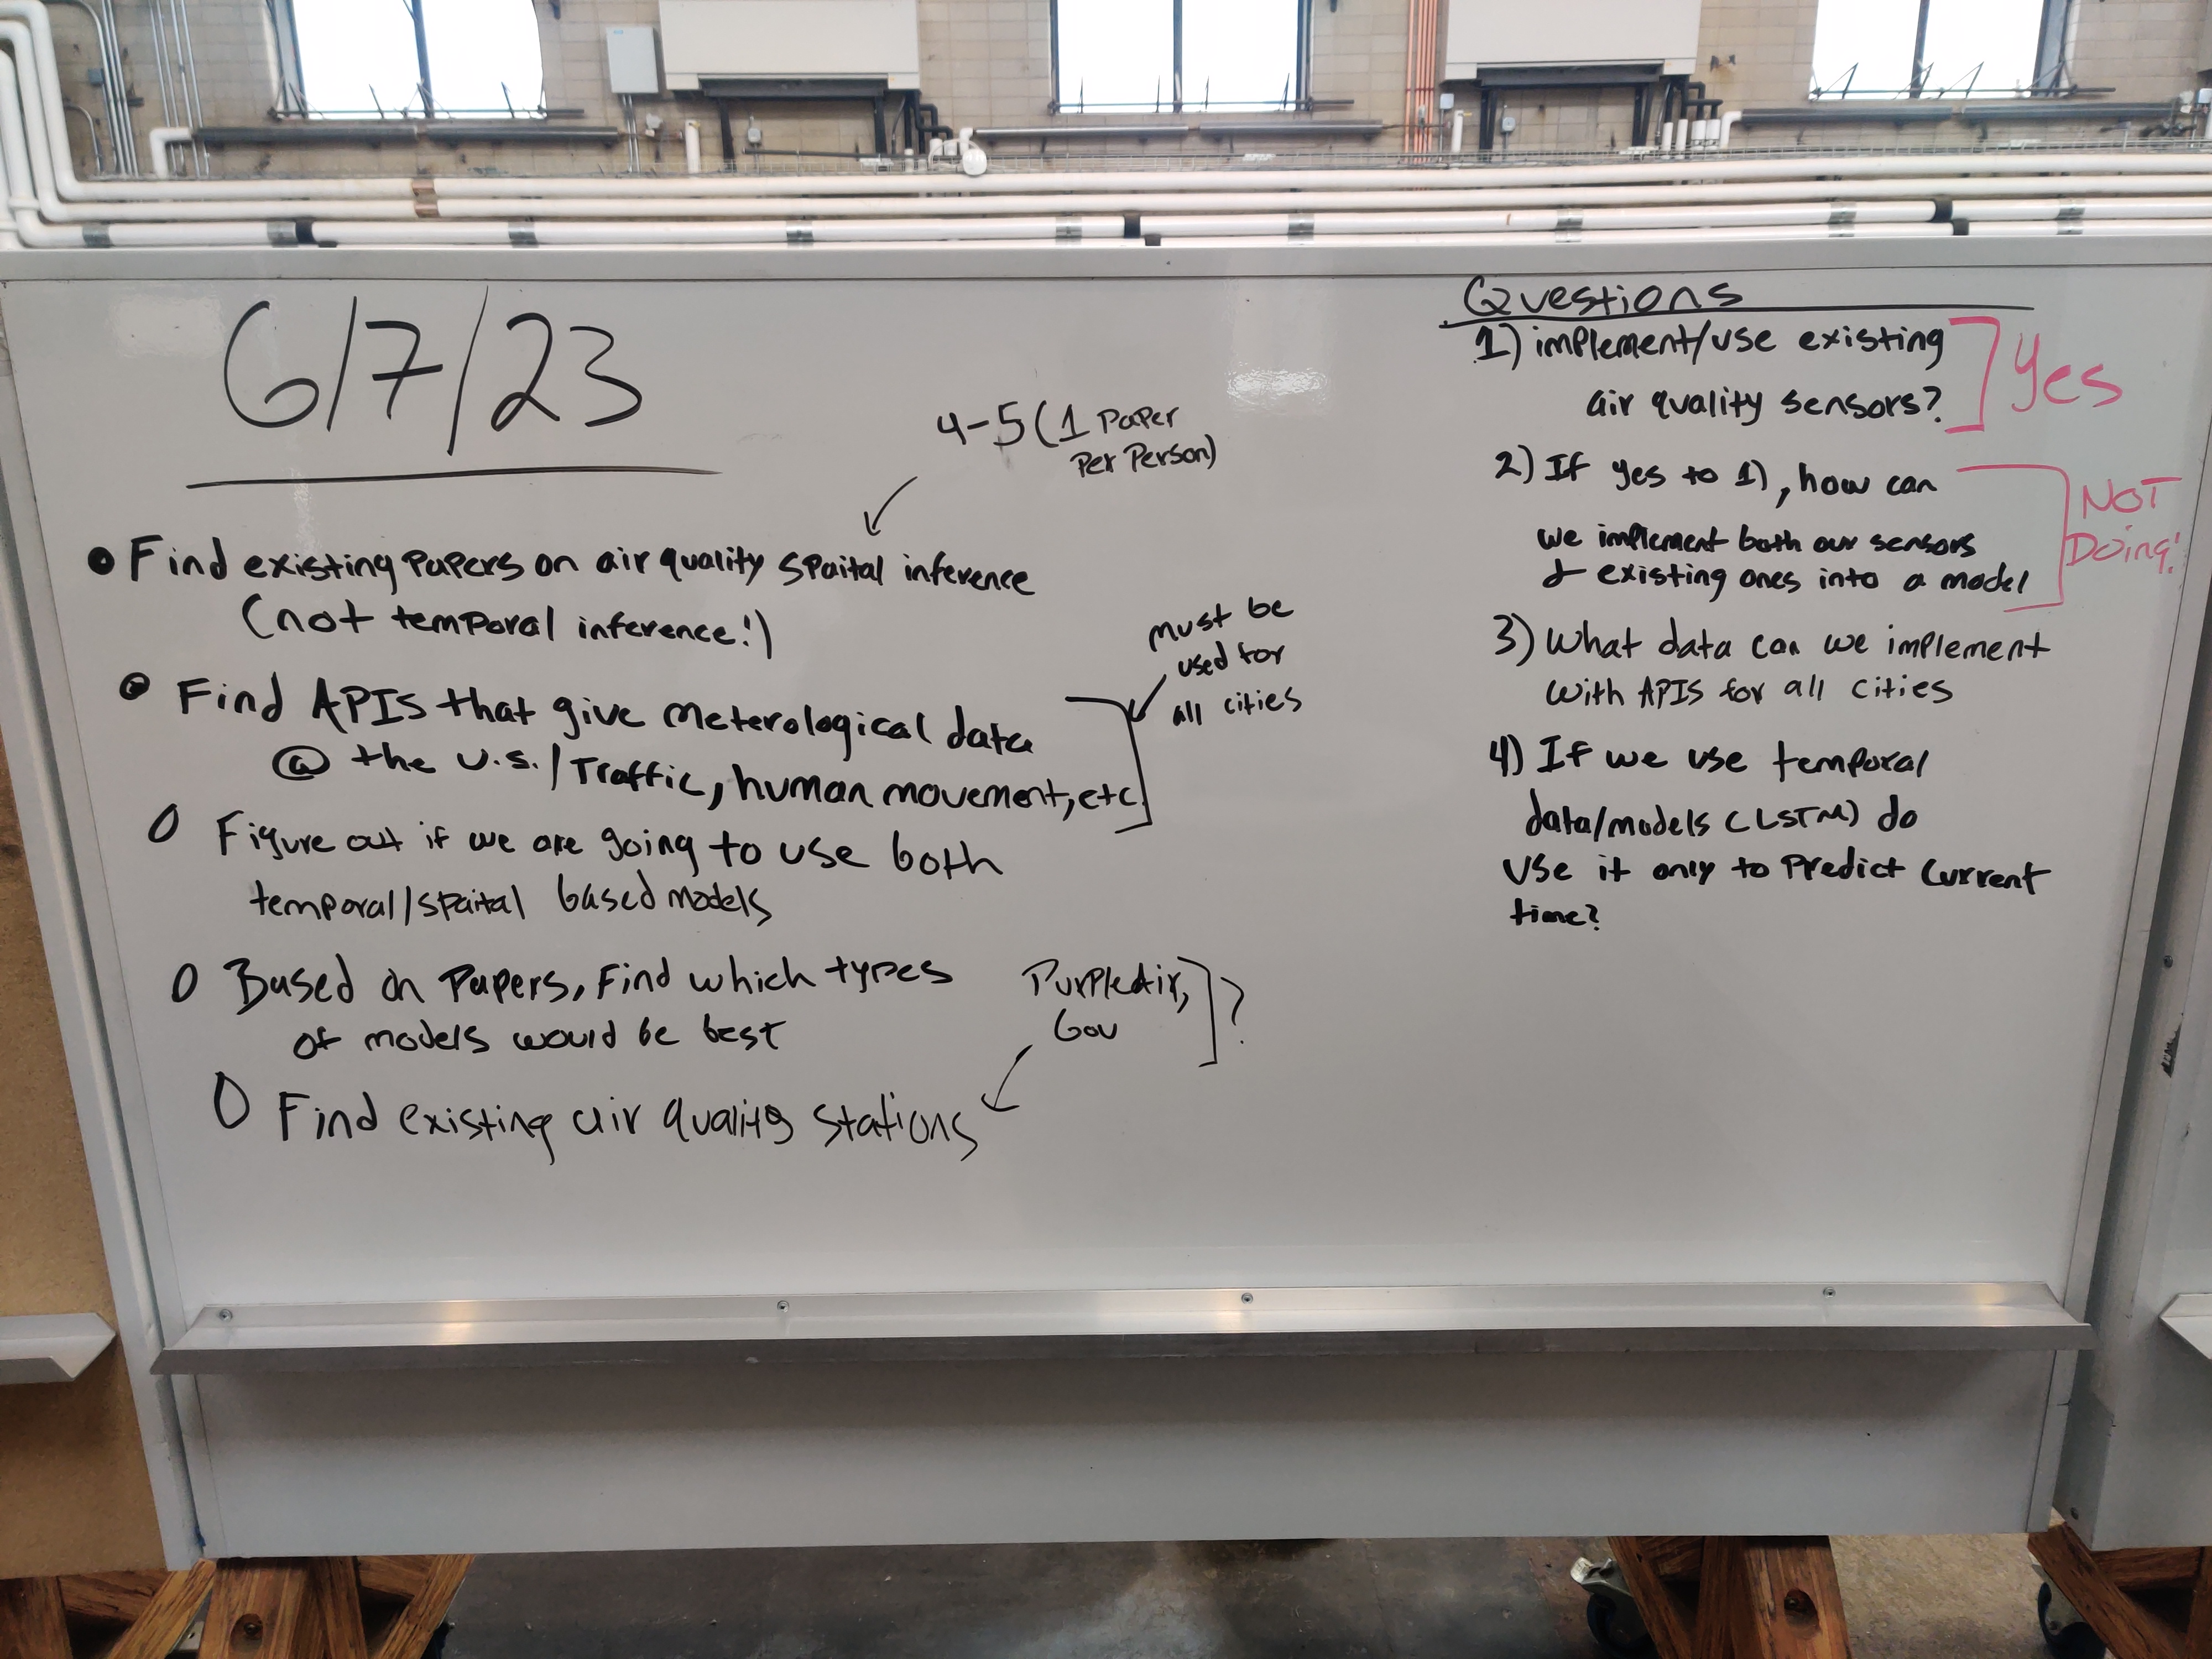 6/7/23
4-5 (1 Paper
Per Person)
• Find existing Papers on air quality spaital inference
(not temporal inference!)
• Find APIs that give meterological data
@ the U.S. / Traffic, human movement, etc.
must be
used for
all cities
0 Figure out if we are going to use both
temporal/spaital based models
0 Based on Papers, Find which types
of models would be best
PurpleAir,
Gov
?
0 Find existing air quality stations
Questions
1) implement/use existing
air quality sensors?
Yes
2) If yes to 1), how can
we implement both our sensors
& existing ones into a model
NOT
Doing!
3) What data can we implement
with APIs for all cities
4) If we use temporal
data/models (LSTM) do
use it only to Predict current
time?